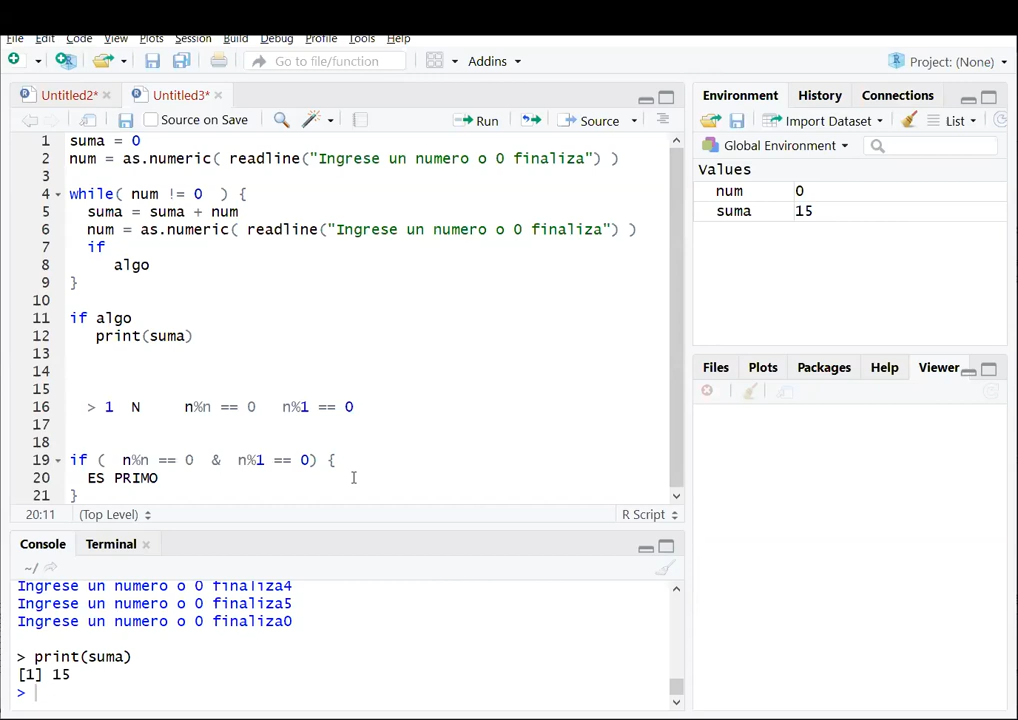 File Edit Code View Plots Session Build Debug Profile Tools Help
Go to file/function Addins Project: (None)
Untitled2* Untitled3*
Source on Save Run Source
1 suma = 0
2 num = as.numeric( readline("Ingrese un numero o 0 finaliza") )
3
4 while( num != 0 ) {
5 suma = suma + num
6 num = as.numeric( readline("Ingrese un numero o 0 finaliza") )
7 if
8 algo
9 }
10
11 if algo
12 print(suma)
13
14
15
16 > 1 N n%n == 0 n%1 == 0
17
18
19 if ( n%n == 0 & n%1 == 0) {
20 ES PRIMO
21 }
20:11 (Top Level) R Script
Console Terminal
~/
Ingrese un numero o 0 finaliza4
Ingrese un numero o 0 finaliza5
Ingrese un numero o 0 finaliza0
> print(suma)
[1] 15
>
Environment History Connections
Import Dataset List
Global Environment
Values
num 0
suma 15
Files Plots Packages Help Viewer